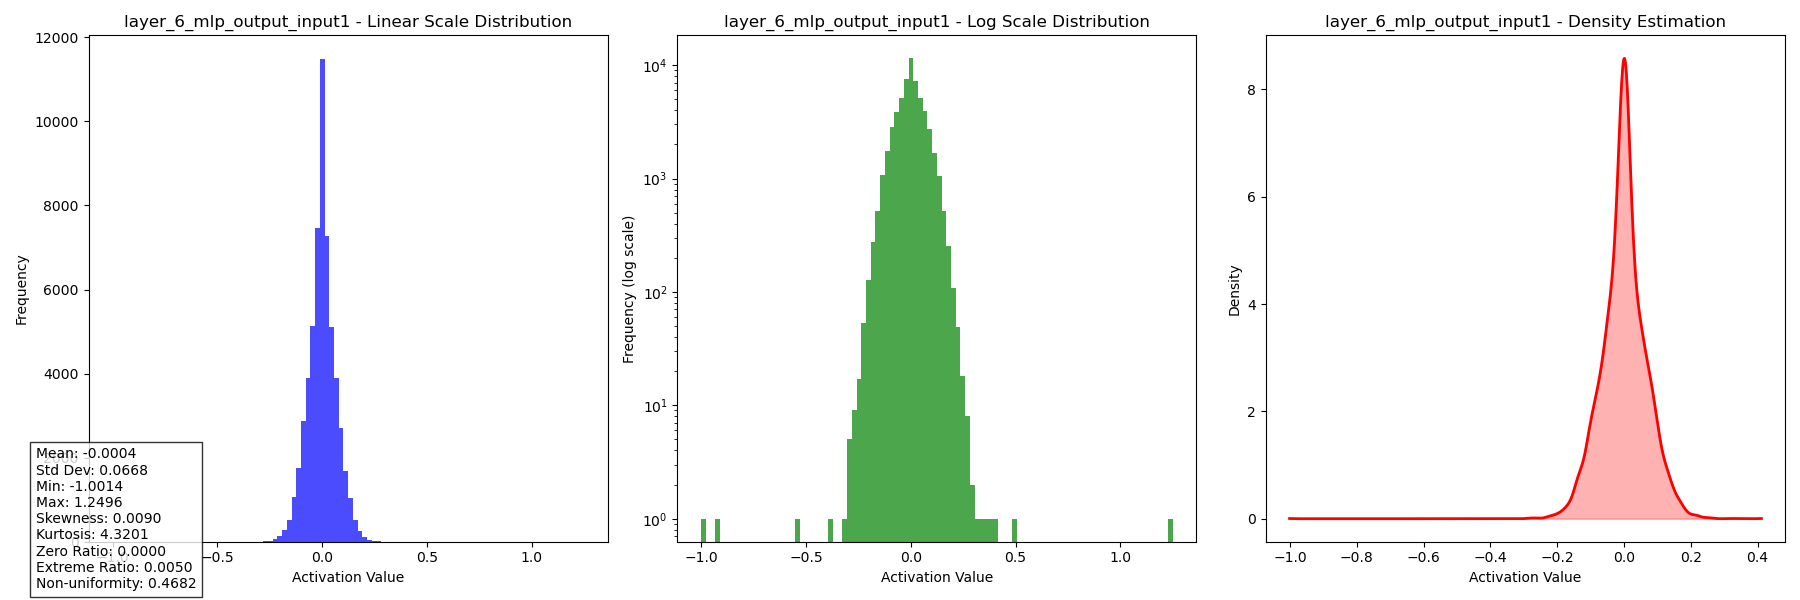 layer_6_mlp_output_input1 - Linear Scale Distribution
12000
10000
8000
6000
4000
Frequency
−0.5
0.0
0.5
1.0
Activation Value
Mean: -0.0004
Std Dev: 0.0668
Min: -1.0014
Max: 1.2496
Skewness: 0.0090
Kurtosis: 4.3201
Zero Ratio: 0.0000
Extreme Ratio: 0.0050
Non-uniformity: 0.4682
layer_6_mlp_output_input1 - Log Scale Distribution
10⁴
10³
10²
10¹
10⁰
Frequency (log scale)
−1.0
−0.5
0.0
0.5
1.0
Activation Value
layer_6_mlp_output_input1 - Density Estimation
8
6
4
2
0
Density
−1.0
−0.8
−0.6
−0.4
−0.2
0.0
0.2
0.4
Activation Value